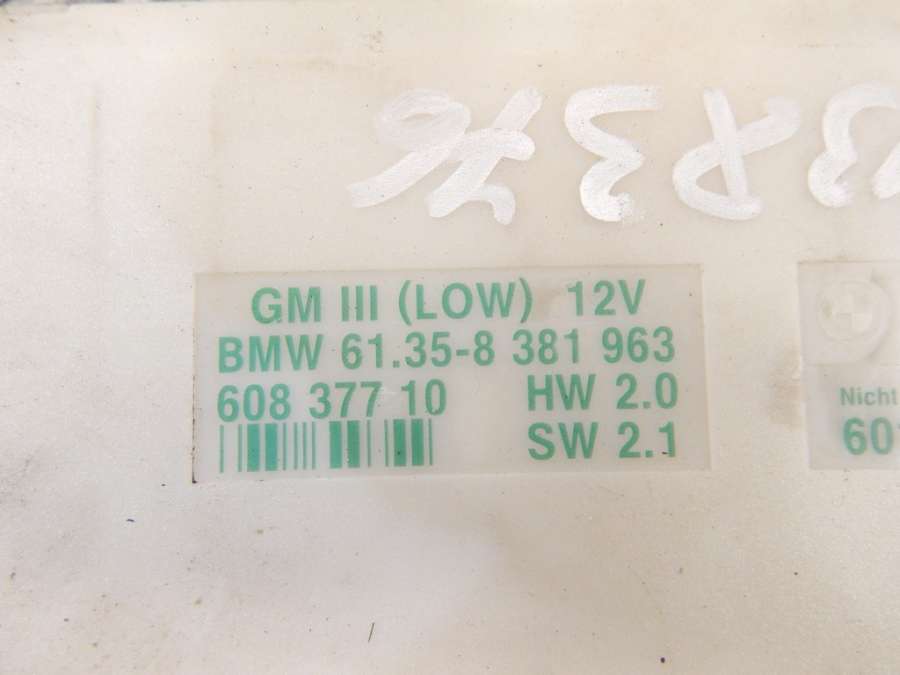 GM III (LOW) 12V
BMW 61.35-8 381 963
608 377 10 HW 2.0
SW 2.1
Nicht
60